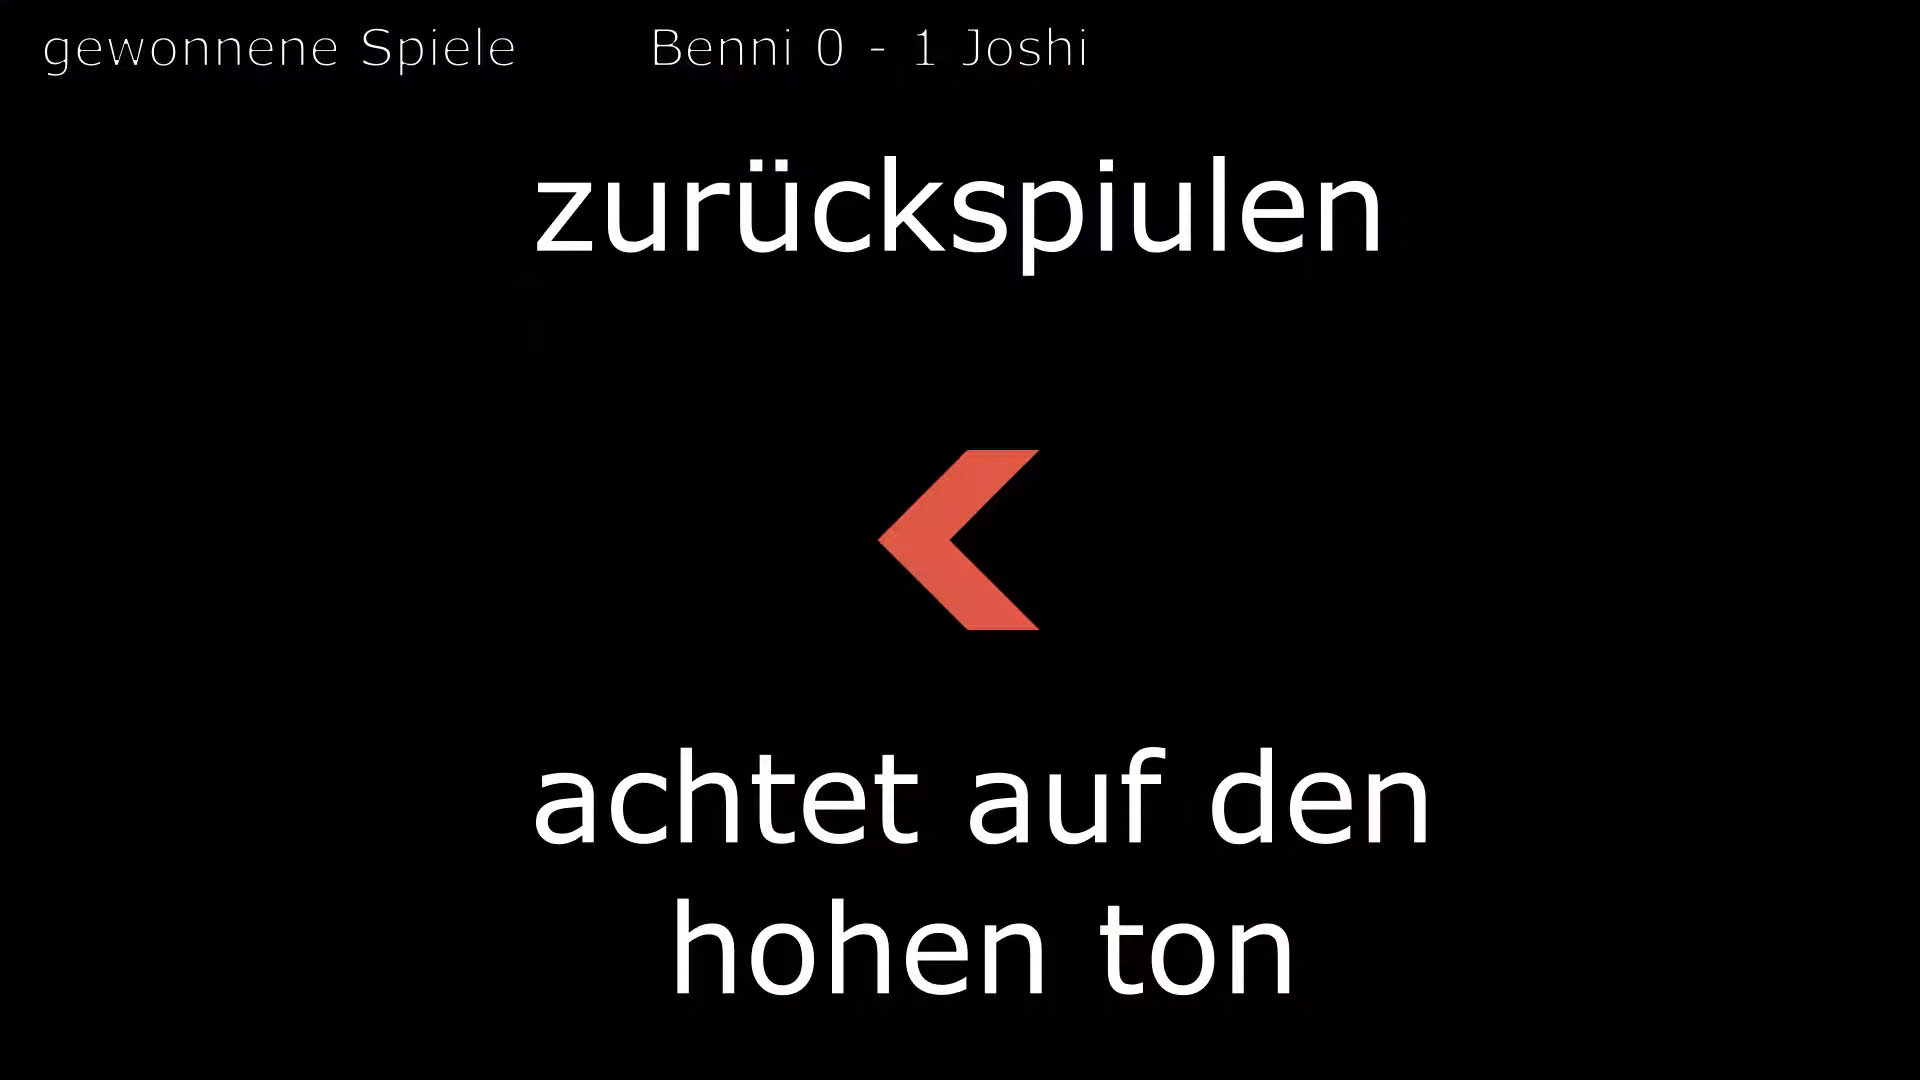 gewonnene Spiele Benni 0 - 1 Joshi
zurückspiulen
achtet auf den
hohen ton